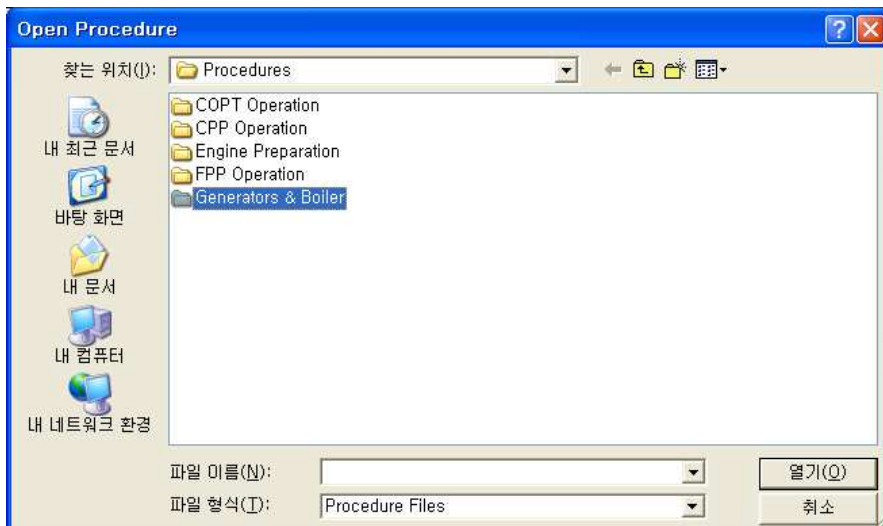 Open Procedure
찾는 위치(I): Procedures
COPT Operation
CPP Operation
Engine Preparation
FPP Operation
Generators & Boiler
내 최근 문서
바탕 화면
내 문서
내 컴퓨터
내 네트워크 환경
파일 이름(N): 열기(O)
파일 형식(T): Procedure Files 취소